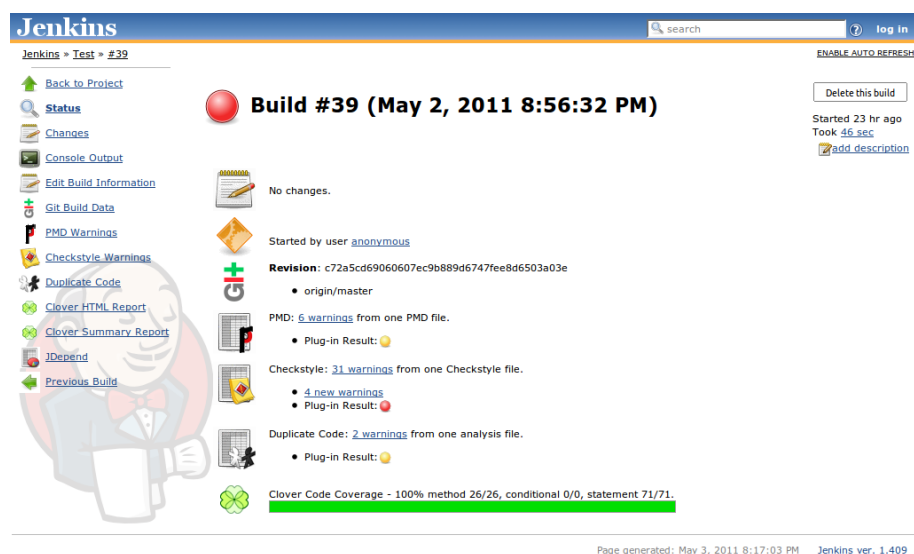 Jenkins
search
log in
Jenkins » Test » #39
ENABLE AUTO REFRESH
Back to Project
Status
Changes
Console Output
Edit Build Information
Git Build Data
PMD Warnings
Checkstyle Warnings
Duplicate Code
Clover HTML Report
Clover Summary Report
JDepend
Previous Build
Build #39 (May 2, 2011 8:56:32 PM)
Delete this build
Started 23 hr ago
Took 46 sec
add description
No changes.
Started by user anonymous
git
Revision: c72a5cd69060607ec9b889d6747fee8d6503a03e
• origin/master
PMD: 6 warnings from one PMD file.
• Plug-in Result:
Checkstyle: 31 warnings from one Checkstyle file.
• 4 new warnings
• Plug-in Result:
Duplicate Code: 2 warnings from one analysis file.
• Plug-in Result:
Clover Code Coverage - 100% method 26/26, conditional 0/0, statement 71/71.
Page generated: May 3, 2011 8:17:03 PM Jenkins ver. 1.409